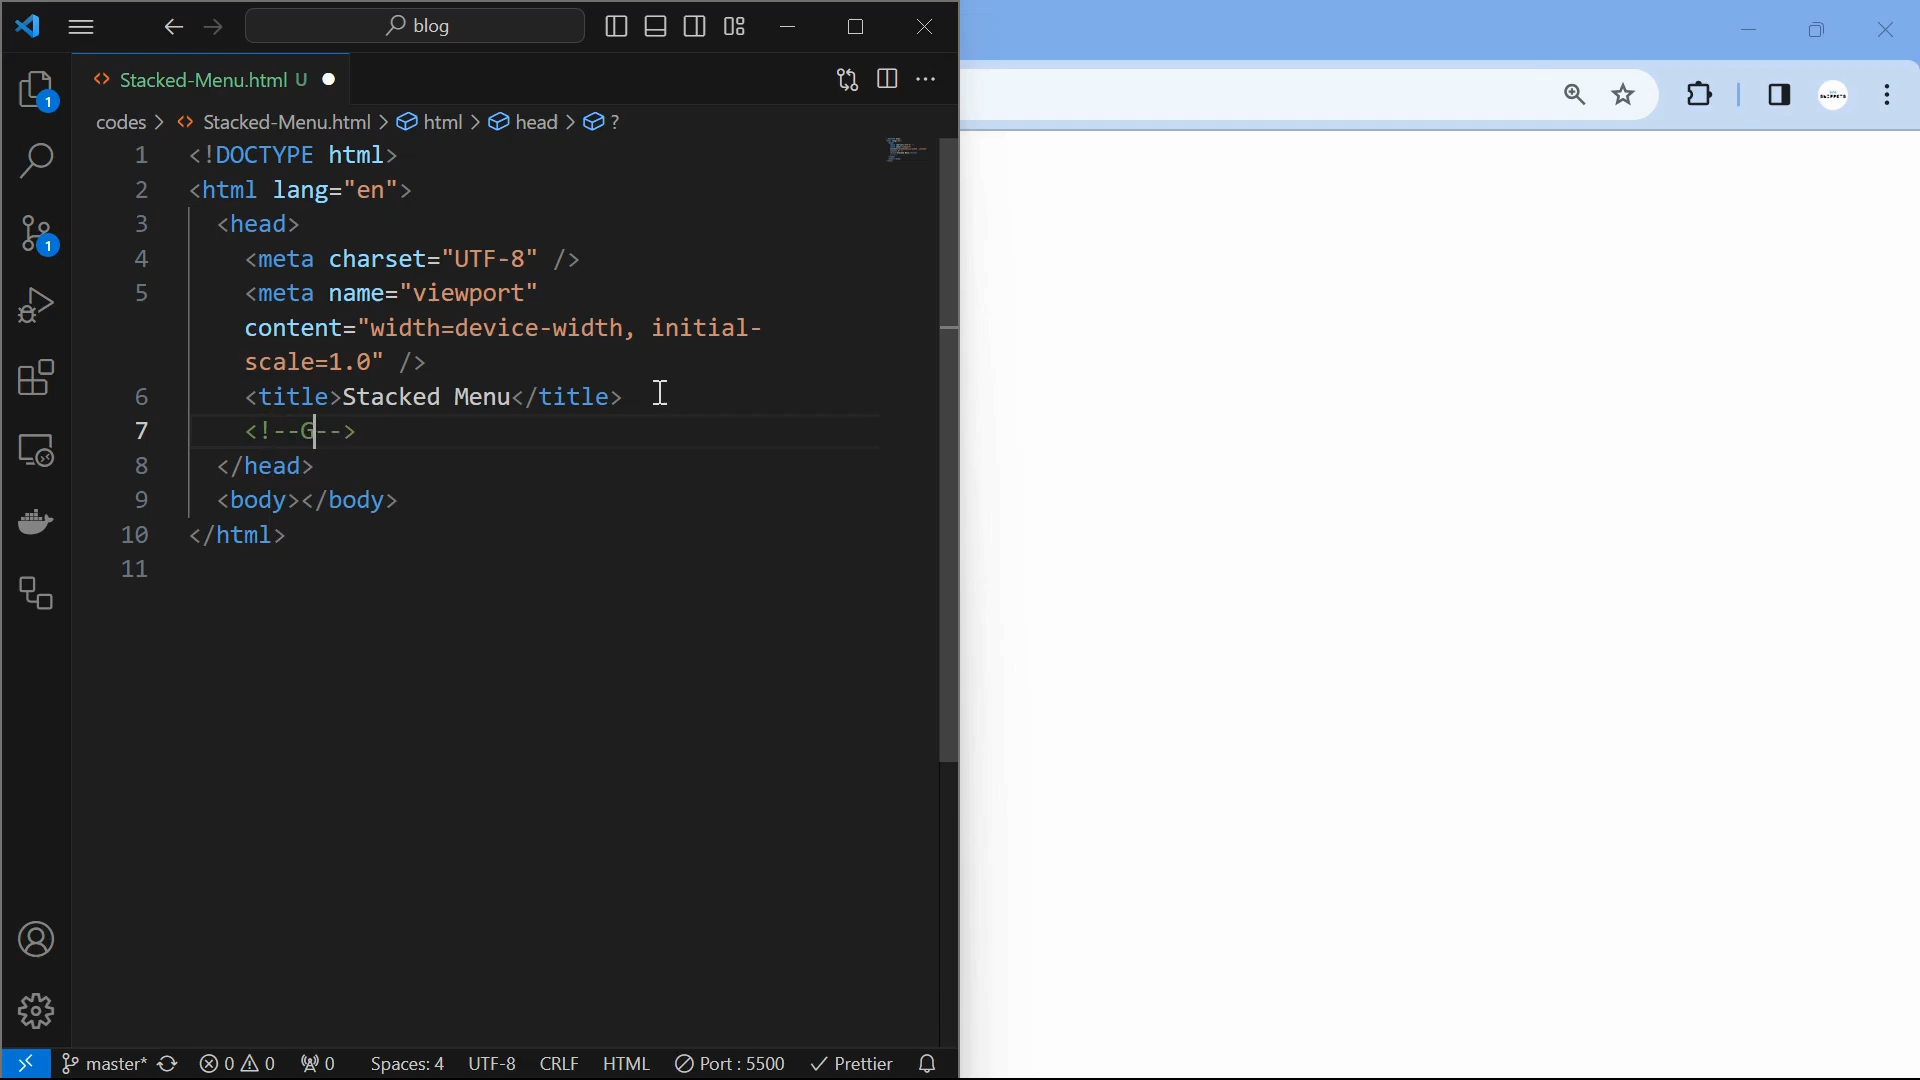 blog
Stacked-Menu.html U
codes > Stacked-Menu.html > html > head > ?
1 <!DOCTYPE html>
2 <html lang="en">
3 <head>
4 <meta charset="UTF-8" />
5 <meta name="viewport"
content="width=device-width, initial-
scale=1.0" />
6 <title>Stacked Menu</title>
7 <!--G-->
8 </head>
9 <body></body>
10 </html>
11
1
1
master* 0 0 0 Spaces: 4 UTF-8 CRLF HTML Port : 5500 Prettier